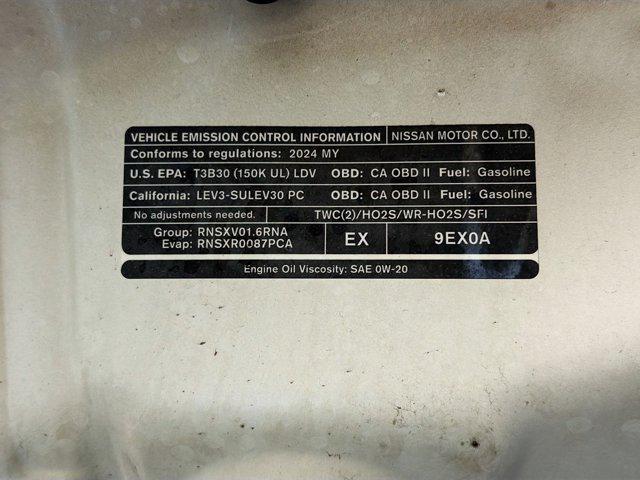 VEHICLE EMISSION CONTROL INFORMATION NISSAN MOTOR CO., LTD.
Conforms to regulations: 2024 MY
U.S. EPA: T3B30 (150K UL) LDV OBD: CA OBD II Fuel: Gasoline
California: LEV3-SULEV30 PC OBD: CA OBD II Fuel: Gasoline
No adjustments needed. TWC(2)/HO2S/WR-HO2S/SFI
Group: RNSXV01.6RNA
Evap: RNSXR0087PCA
EX 9EX0A
Engine Oil Viscosity: SAE 0W-20